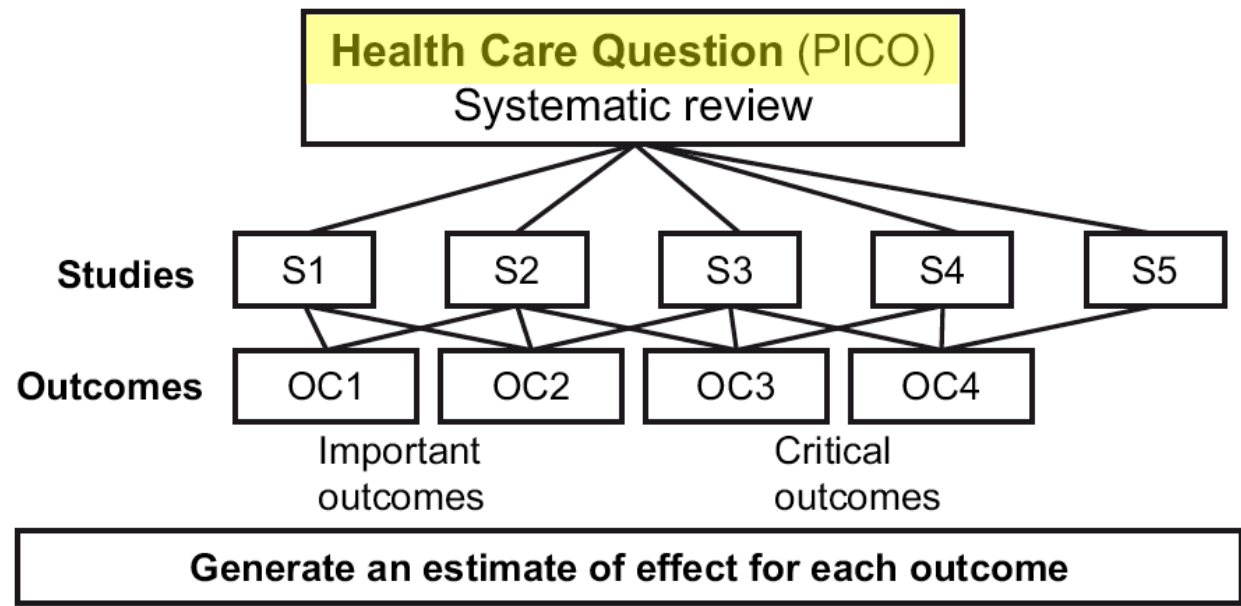 Health Care Question (PICO)
Systematic review
Studies
S1
S2
S3
S4
S5
Outcomes
OC1
OC2
OC3
OC4
Important
outcomes
Critical
outcomes
Generate an estimate of effect for each outcome